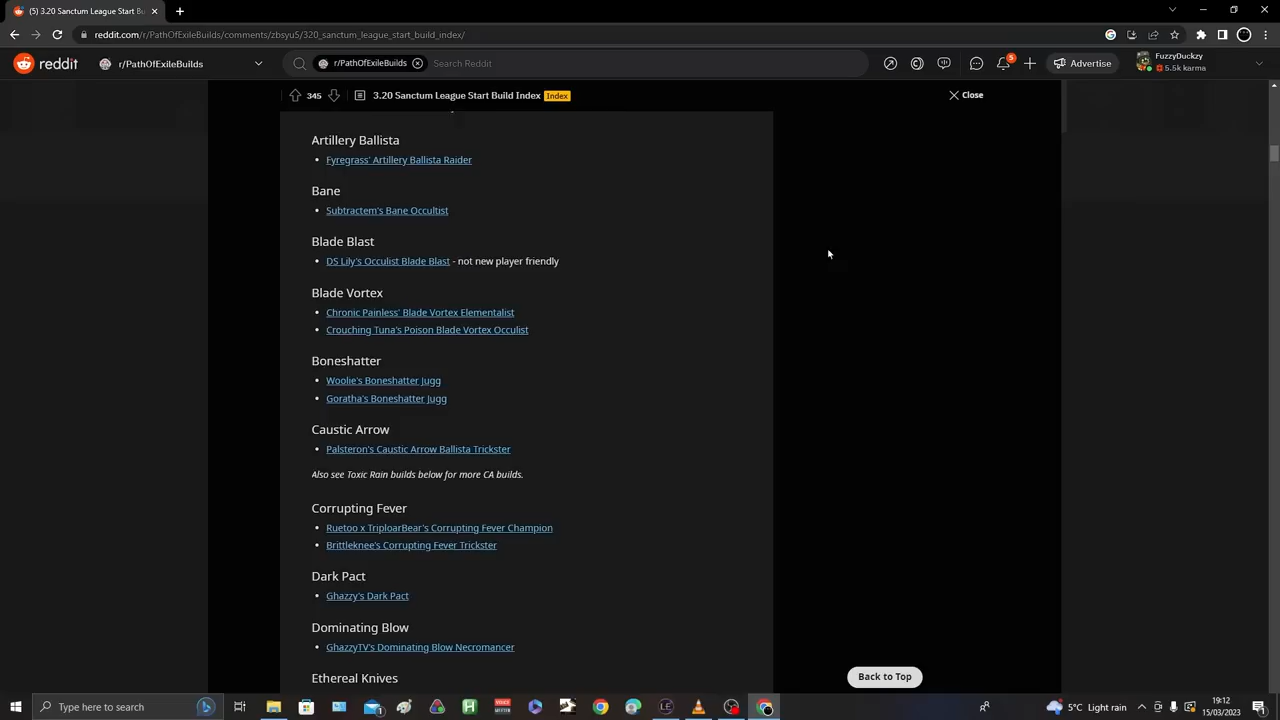 (5) 3.20 Sanctum League Start Bu
reddit.com/r/PathOfExileBuilds/comments/zbsyu5/320_sanctum_league_start_build_index/
reddit
r/PathOfExileBuilds
r/PathOfExileBuilds
Search Reddit
5
Advertise
FuzzyDuckzy
5.5k karma
345
3.20 Sanctum League Start Build Index
Index
Close
Artillery Ballista
• Fyregrass' Artillery Ballista Raider
Bane
• Subtractem's Bane Occultist
Blade Blast
• DS Lily's Occulist Blade Blast - not new player friendly
Blade Vortex
• Chronic Painless' Blade Vortex Elementalist
• Crouching Tuna's Poison Blade Vortex Occulist
Boneshatter
• Woolie's Boneshatter Jugg
• Goratha's Boneshatter Jugg
Caustic Arrow
• Palsteron's Caustic Arrow Ballista Trickster
Also see Toxic Rain builds below for more CA builds.
Corrupting Fever
• Ruetoo x TriploarBear's Corrupting Fever Champion
• Brittleknee's Corrupting Fever Trickster
Dark Pact
• Ghazzy's Dark Pact
Dominating Blow
• GhazzyTV's Dominating Blow Necromancer
Ethereal Knives
Back to Top
Type here to search
5°C Light rain
19:12
15/03/2023